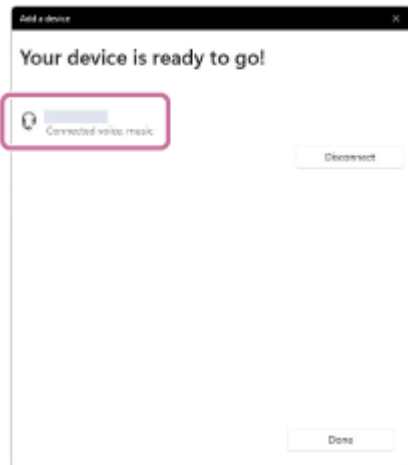 Add a device
Your device is ready to go!
Connected voice, music
Disconnect
Done